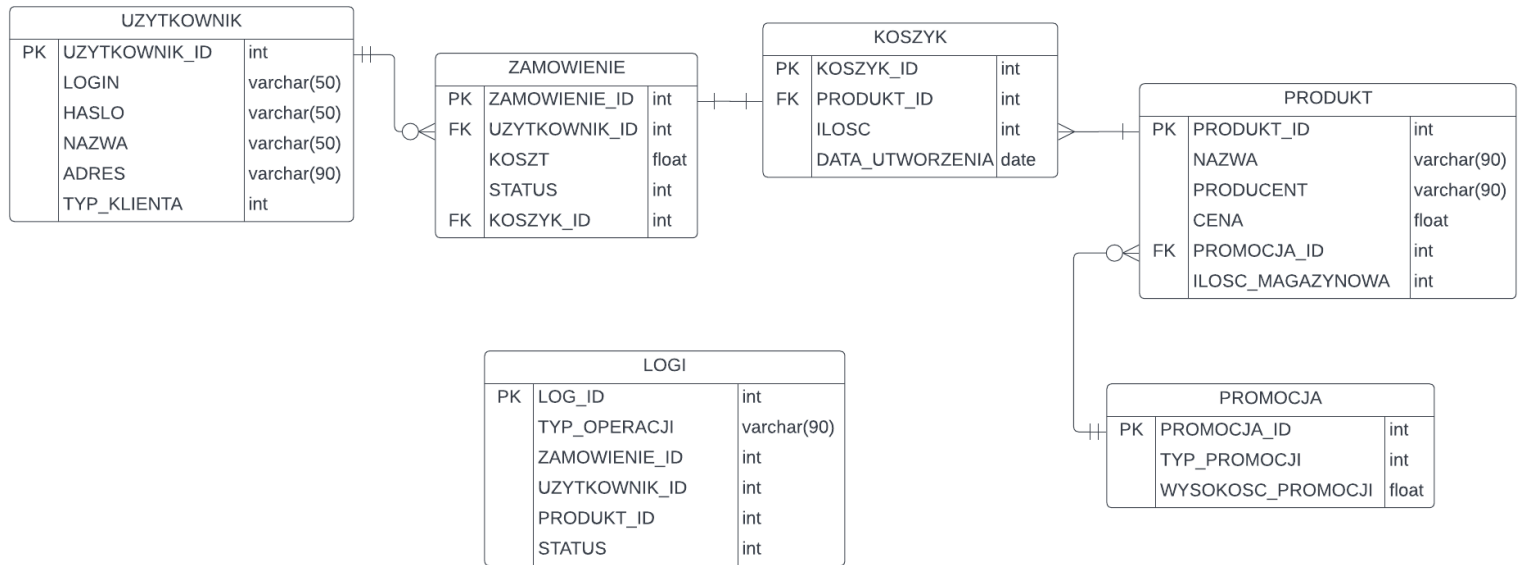 UZYTKOWNIK
PK UZYTKOWNIK_ID int
LOGIN varchar(50)
HASLO varchar(50)
NAZWA varchar(50)
ADRES varchar(90)
TYP_KLIENTA int
ZAMOWIENIE
PK ZAMOWIENIE_ID int
FK UZYTKOWNIK_ID int
KOSZT float
STATUS int
FK KOSZYK_ID int
KOSZYK
PK KOSZYK_ID int
FK PRODUKT_ID int
ILOSC int
DATA_UTWORZENIA date
PRODUKT
PK PRODUKT_ID int
NAZWA varchar(90)
PRODUCENT varchar(90)
CENA float
FK PROMOCJA_ID int
ILOSC_MAGAZYNOWA int
LOGI
PK LOG_ID int
TYP_OPERACJI varchar(90)
ZAMOWIENIE_ID int
UZYTKOWNIK_ID int
PRODUKT_ID int
STATUS int
PROMOCJA
PK PROMOCJA_ID int
TYP_PROMOCJI int
WYSOKOSC_PROMOCJI float